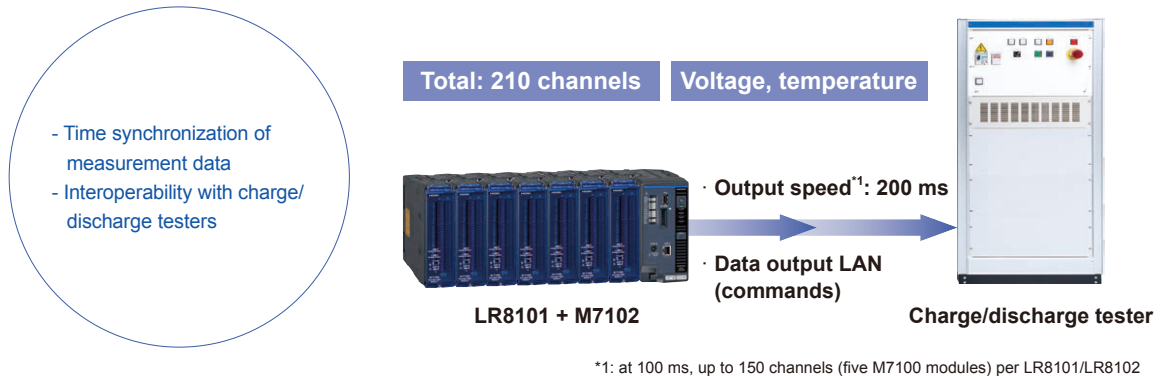 - Time synchronization of
measurement data
- Interoperability with charge/
discharge testers
Total: 210 channels
Voltage, temperature
· Output speed*1: 200 ms
· Data output LAN
(commands)
LR8101 + M7102
Charge/discharge tester
*1: at 100 ms, up to 150 channels (five M7100 modules) per LR8101/LR8102